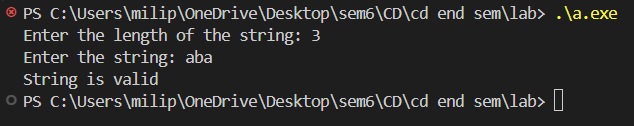 PS C:\Users\milip\OneDrive\Desktop\sem6\CD\cd end sem\lab> .\a.exe
Enter the length of the string: 3
Enter the string: aba
String is valid
PS C:\Users\milip\OneDrive\Desktop\sem6\CD\cd end sem\lab>